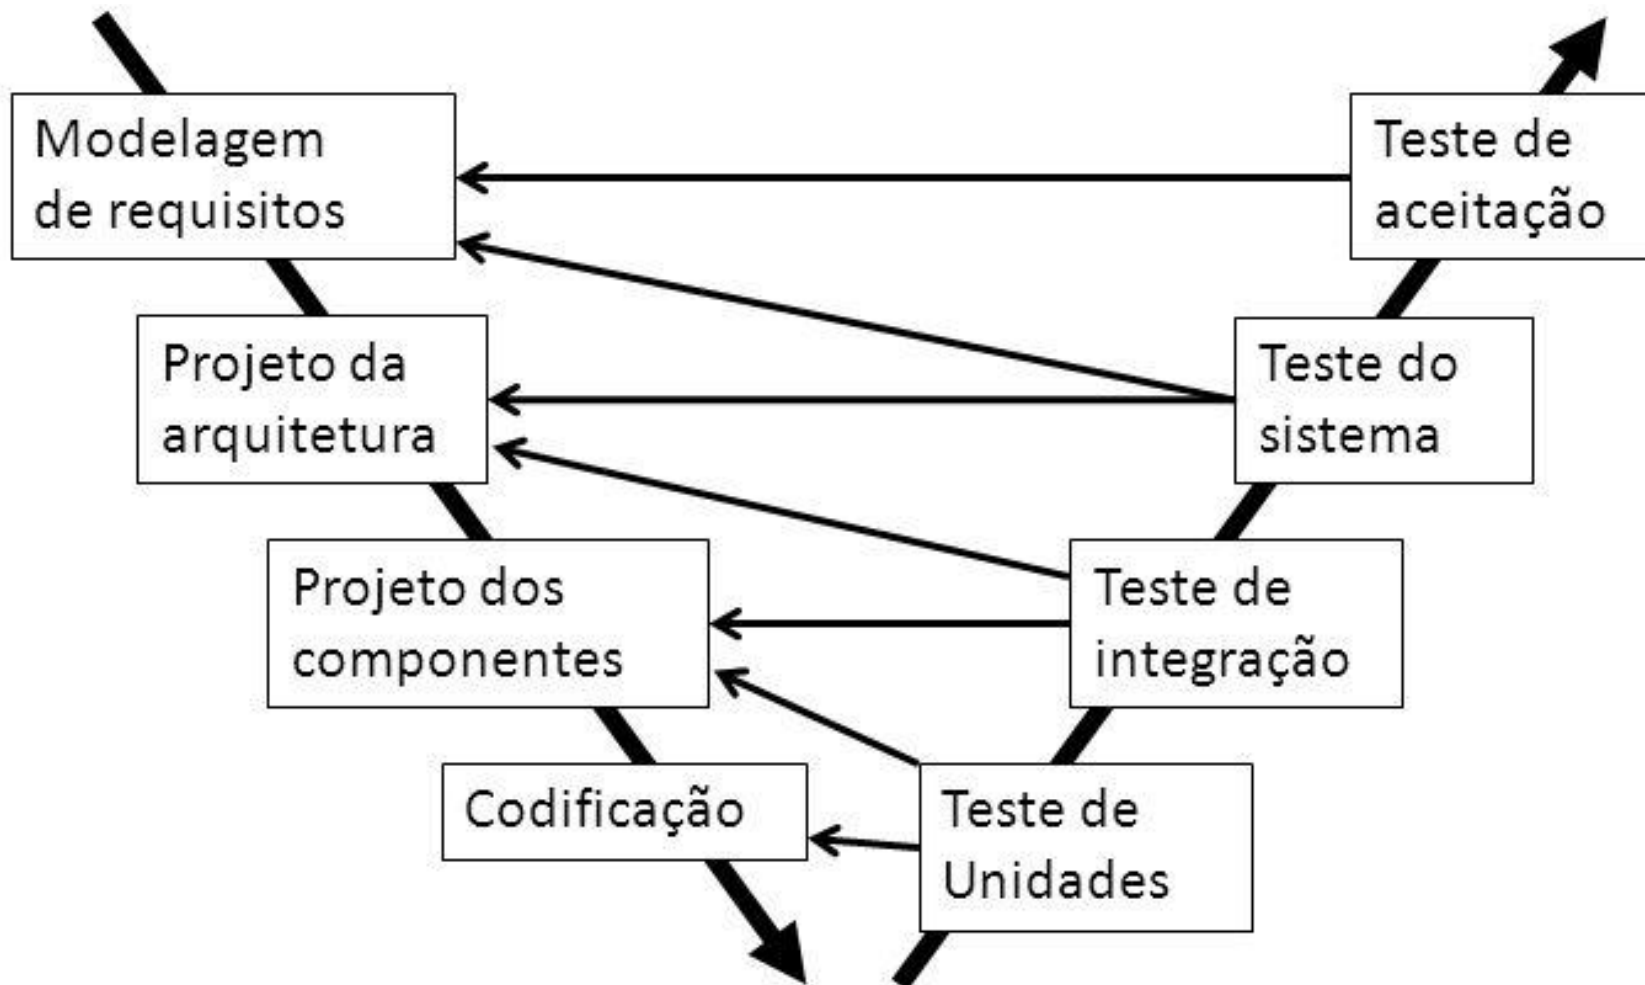 Modelagem
de requisitos
Teste de
aceitação
Projeto da
arquitetura
Teste do
sistema
Projeto dos
componentes
Teste de
integração
Codificação
Teste de
Unidades